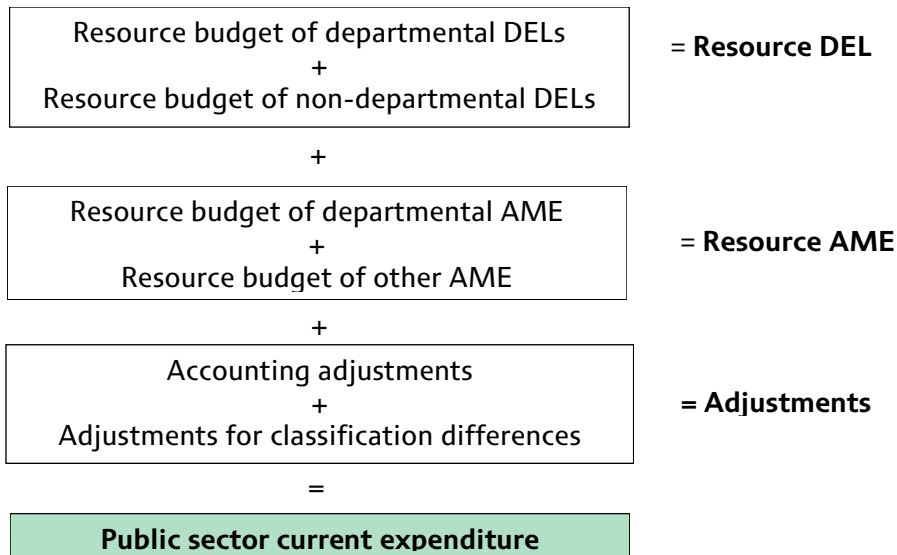 Resource budget of departmental DELs
+
Resource budget of non-departmental DELs
= Resource DEL
+
Resource budget of departmental AME
+
Resource budget of other AME
= Resource AME
+
Accounting adjustments
+
Adjustments for classification differences
= Adjustments
=
Public sector current expenditure